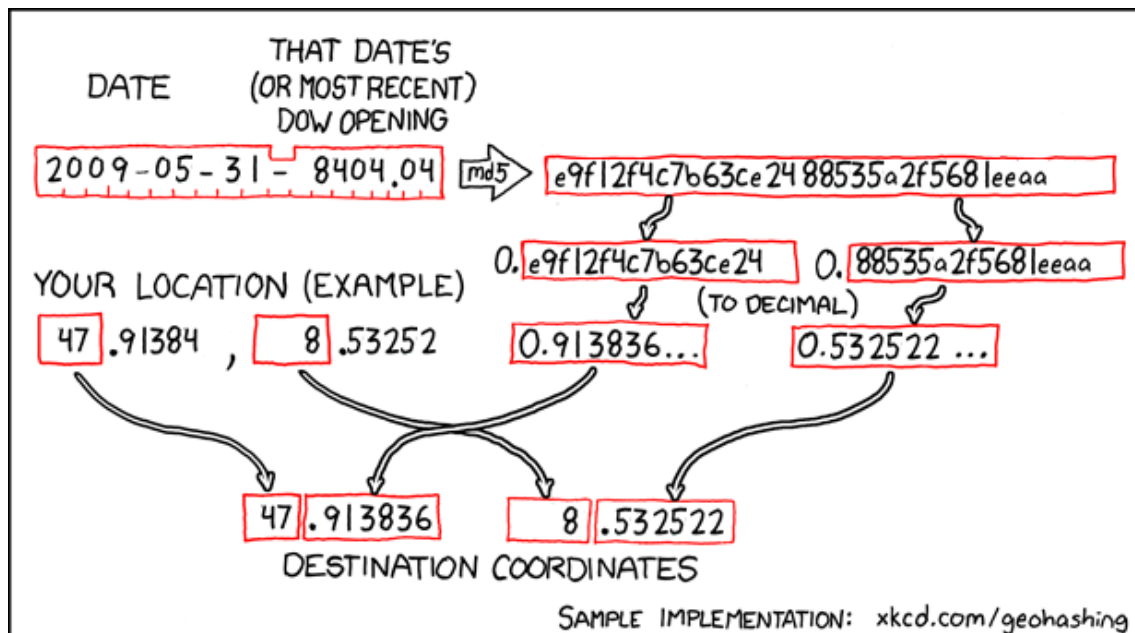 DATE
THAT DATE'S
(OR MOST RECENT)
DOW OPENING
2009-05-31-8404.04
md5
e9f12f4c7b63ce2488535a2f5681eeaa
0.e9f12f4c7b63ce24
0.88535a2f5681eeaa
(TO DECIMAL)
YOUR LOCATION (EXAMPLE)
47.91384, 8.53252
0.913836...
0.532522 ...
47.913836
8.532522
DESTINATION COORDINATES
SAMPLE IMPLEMENTATION: xkcd.com/geohashing